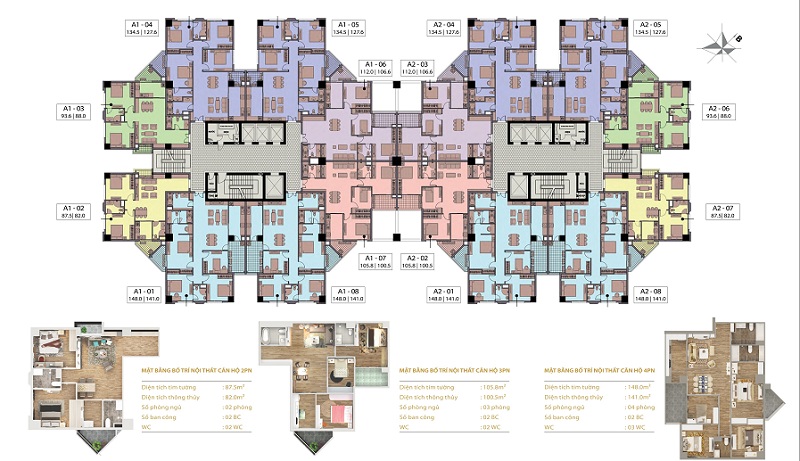 A1 - 04
134.5 | 127.6
A1 - 05
134.5 | 127.6
A2 - 04
134.5 | 127.6
A2 - 05
134.5 | 127.6
A1 - 06
112.0 | 106.6
A2 - 03
112.0 | 106.6
A1 - 03
93.6 | 88.0
A2 - 06
93.6 | 88.0
A1 - 02
87.5 | 82.0
A2 - 07
87.5 | 82.0
A1 - 07
105.8 | 100.5
A2 - 02
105.8 | 100.5
A1 - 01
148.0 | 141.0
A1 - 08
148.0 | 141.0
A2 - 01
148.0 | 141.0
A2 - 08
148.0 | 141.0
MẶT BẰNG BỐ TRÍ NỘI THẤT CĂN HỘ 2PN
Diện tích tim tường : 87.5m²
Diện tích thông thủy : 82.0m²
Số phòng ngủ : 02 phòng
Số ban công : 02 BC
WC : 02 WC
MẶT BẰNG BỐ TRÍ NỘI THẤT CĂN HỘ 3PN
Diện tích tim tường : 105.8m²
Diện tích thông thủy : 100.5m²
Số phòng ngủ : 03 phòng
Số ban công : 02 BC
WC : 02 WC
MẶT BẰNG BỐ TRÍ NỘI THẤT CĂN HỘ 4PN
Diện tích tim tường : 148.0m²
Diện tích thông thủy : 141.0m²
Số phòng ngủ : 04 phòng
Số ban công : 02 BC
WC : 03 WC